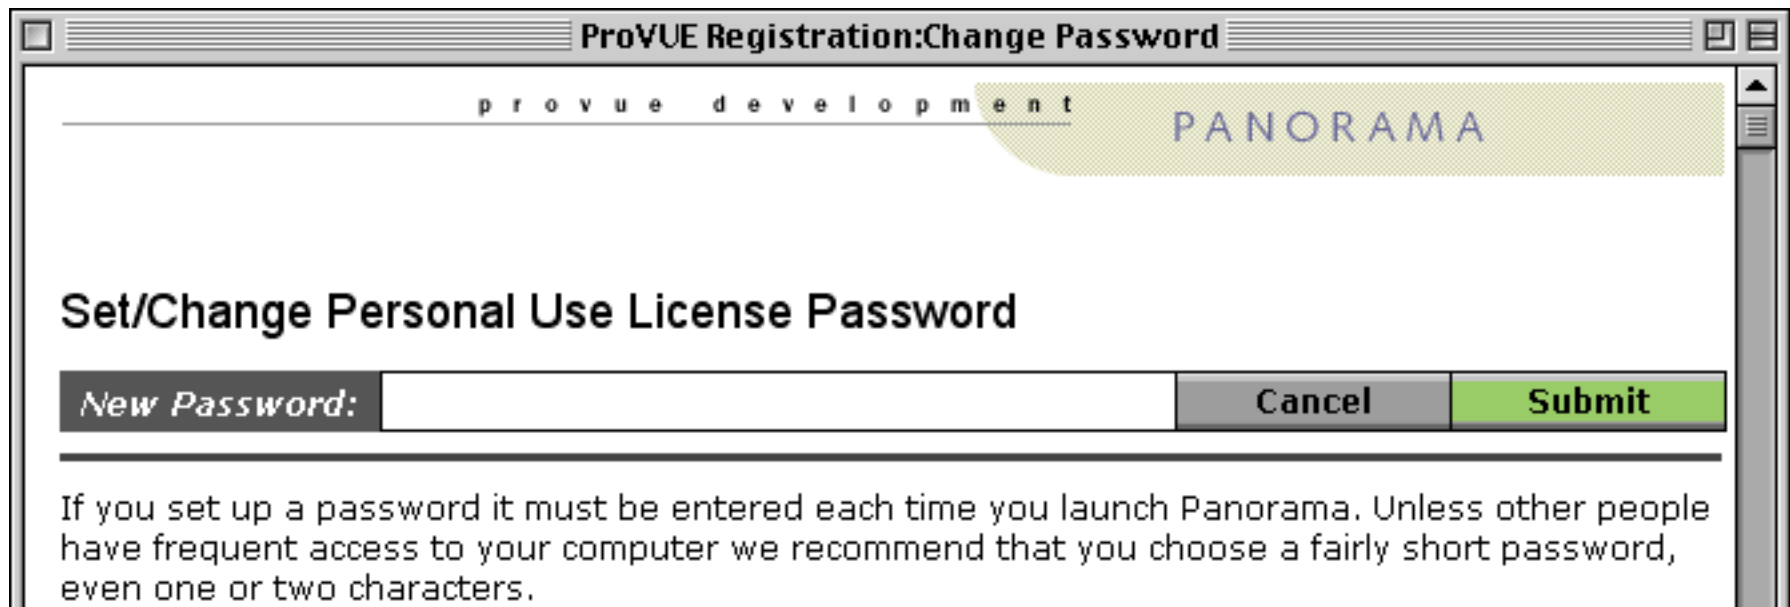 ProVUE Registration:Change Password
provue development
PANORAMA
Set/Change Personal Use License Password
New Password:
Cancel
Submit
If you set up a password it must be entered each time you launch Panorama. Unless other people
have frequent access to your computer we recommend that you choose a fairly short password,
even one or two characters.